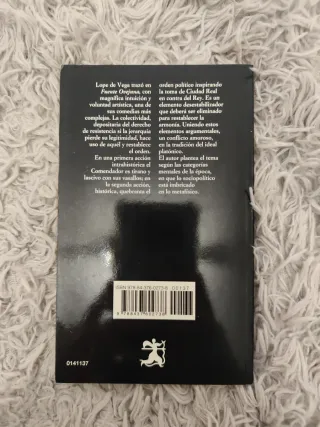 Lope de Vega trazó en
Fuente Ovejuna, con
magnífica intuición y
voluntad artística, una de
sus comedias más
complejas. La colectividad,
depositaria del derecho
de resistencia si la jerarquía
pierde su legitimidad, hace
uso de aquél y restablece
el orden.
En una primera acción
intrahistórica el
Comendador es tirano y
lascivo con sus vasallos; en
la segunda acción,
histórica, quebranta el
orden político inspirando
la toma de Ciudad Real
en contra del Rey. Es un
elemento desestabilizador
que deberá ser eliminado
para restablecer la
armonía. Uniendo estos
elementos argumentales,
un conflicto amoroso,
en la tradición del ideal
platónico.
El autor plantea el tema
según las categorías
mentales de la época,
en que lo sociopolítico
está imbricado
en lo metafísico.
0141137